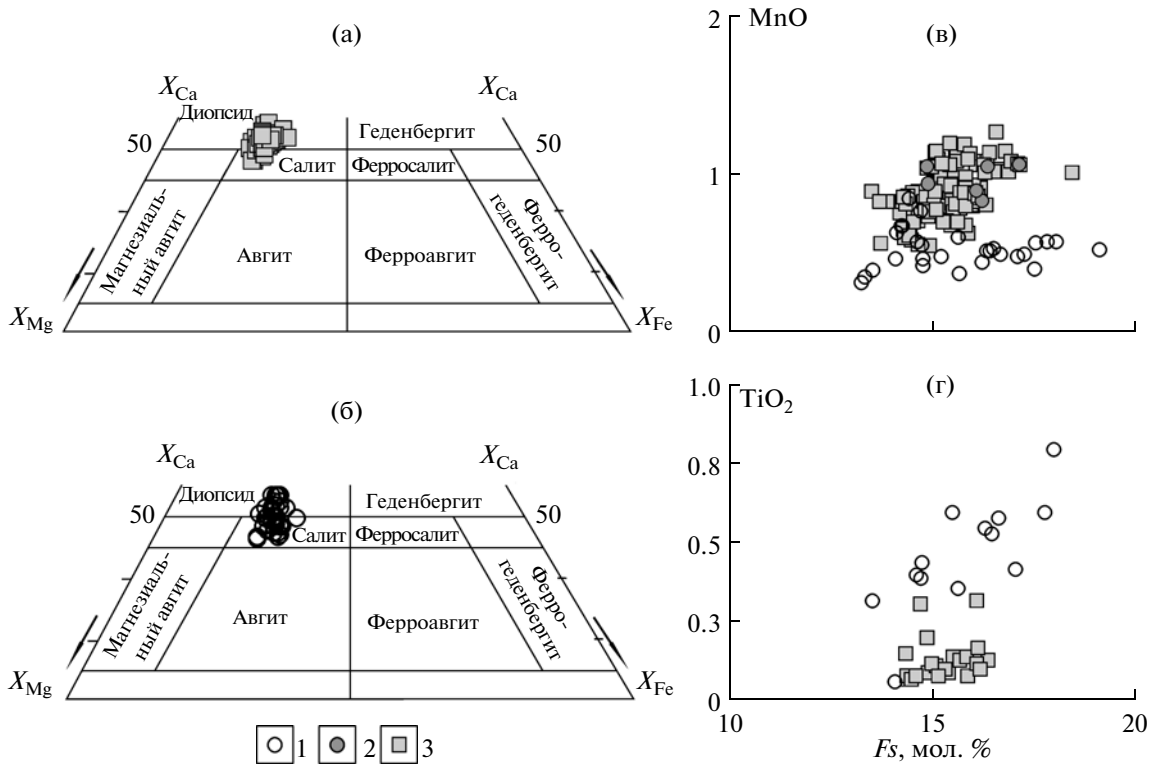 (а)
X_Ca
X_Ca
Диопсид
Геденбергит
50
50
Салит
Ферросалит
Магнезиаль-
ный авгит
Авгит
Ферроавгит
Ферро-
геденбергит
X_Mg
X_Fe
(б)
X_Ca
X_Ca
Диопсид
Геденбергит
50
50
Салит
Ферросалит
Магнезиаль-
ный авгит
Авгит
Ферроавгит
Ферро-
геденбергит
X_Mg
X_Fe
1
2
3
(в)
MnO
2
1
0
(г)
TiO₂
1.0
0.8
0.5
0.3
0
10
15
20
Fs, мол. %